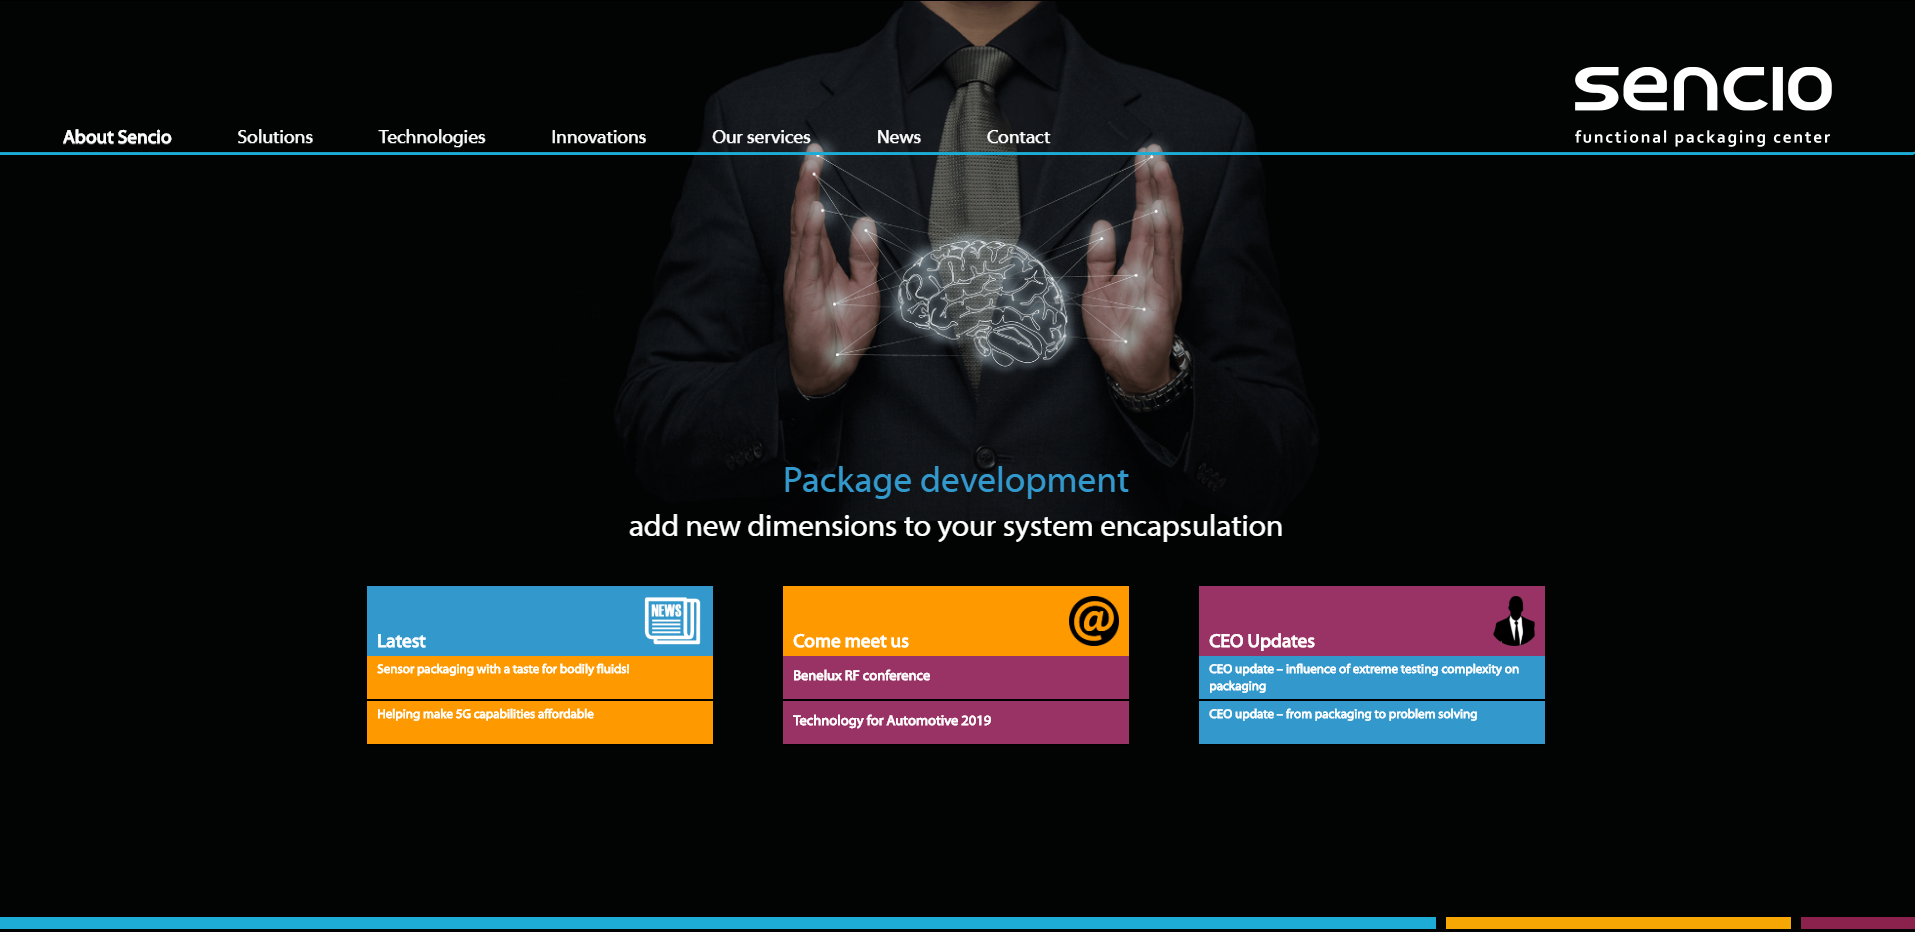 sencio
functional packaging center
About Sencio
Solutions
Technologies
Innovations
Our services
News
Contact
Package development
add new dimensions to your system encapsulation
NEWS
Latest
Sensor packaging with a taste for bodily fluids!
Helping make 5G capabilities affordable
@
Come meet us
Benelux RF conference
Technology for Automotive 2019
CEO Updates
CEO update – influence of extreme testing complexity on
packaging
CEO update – from packaging to problem solving